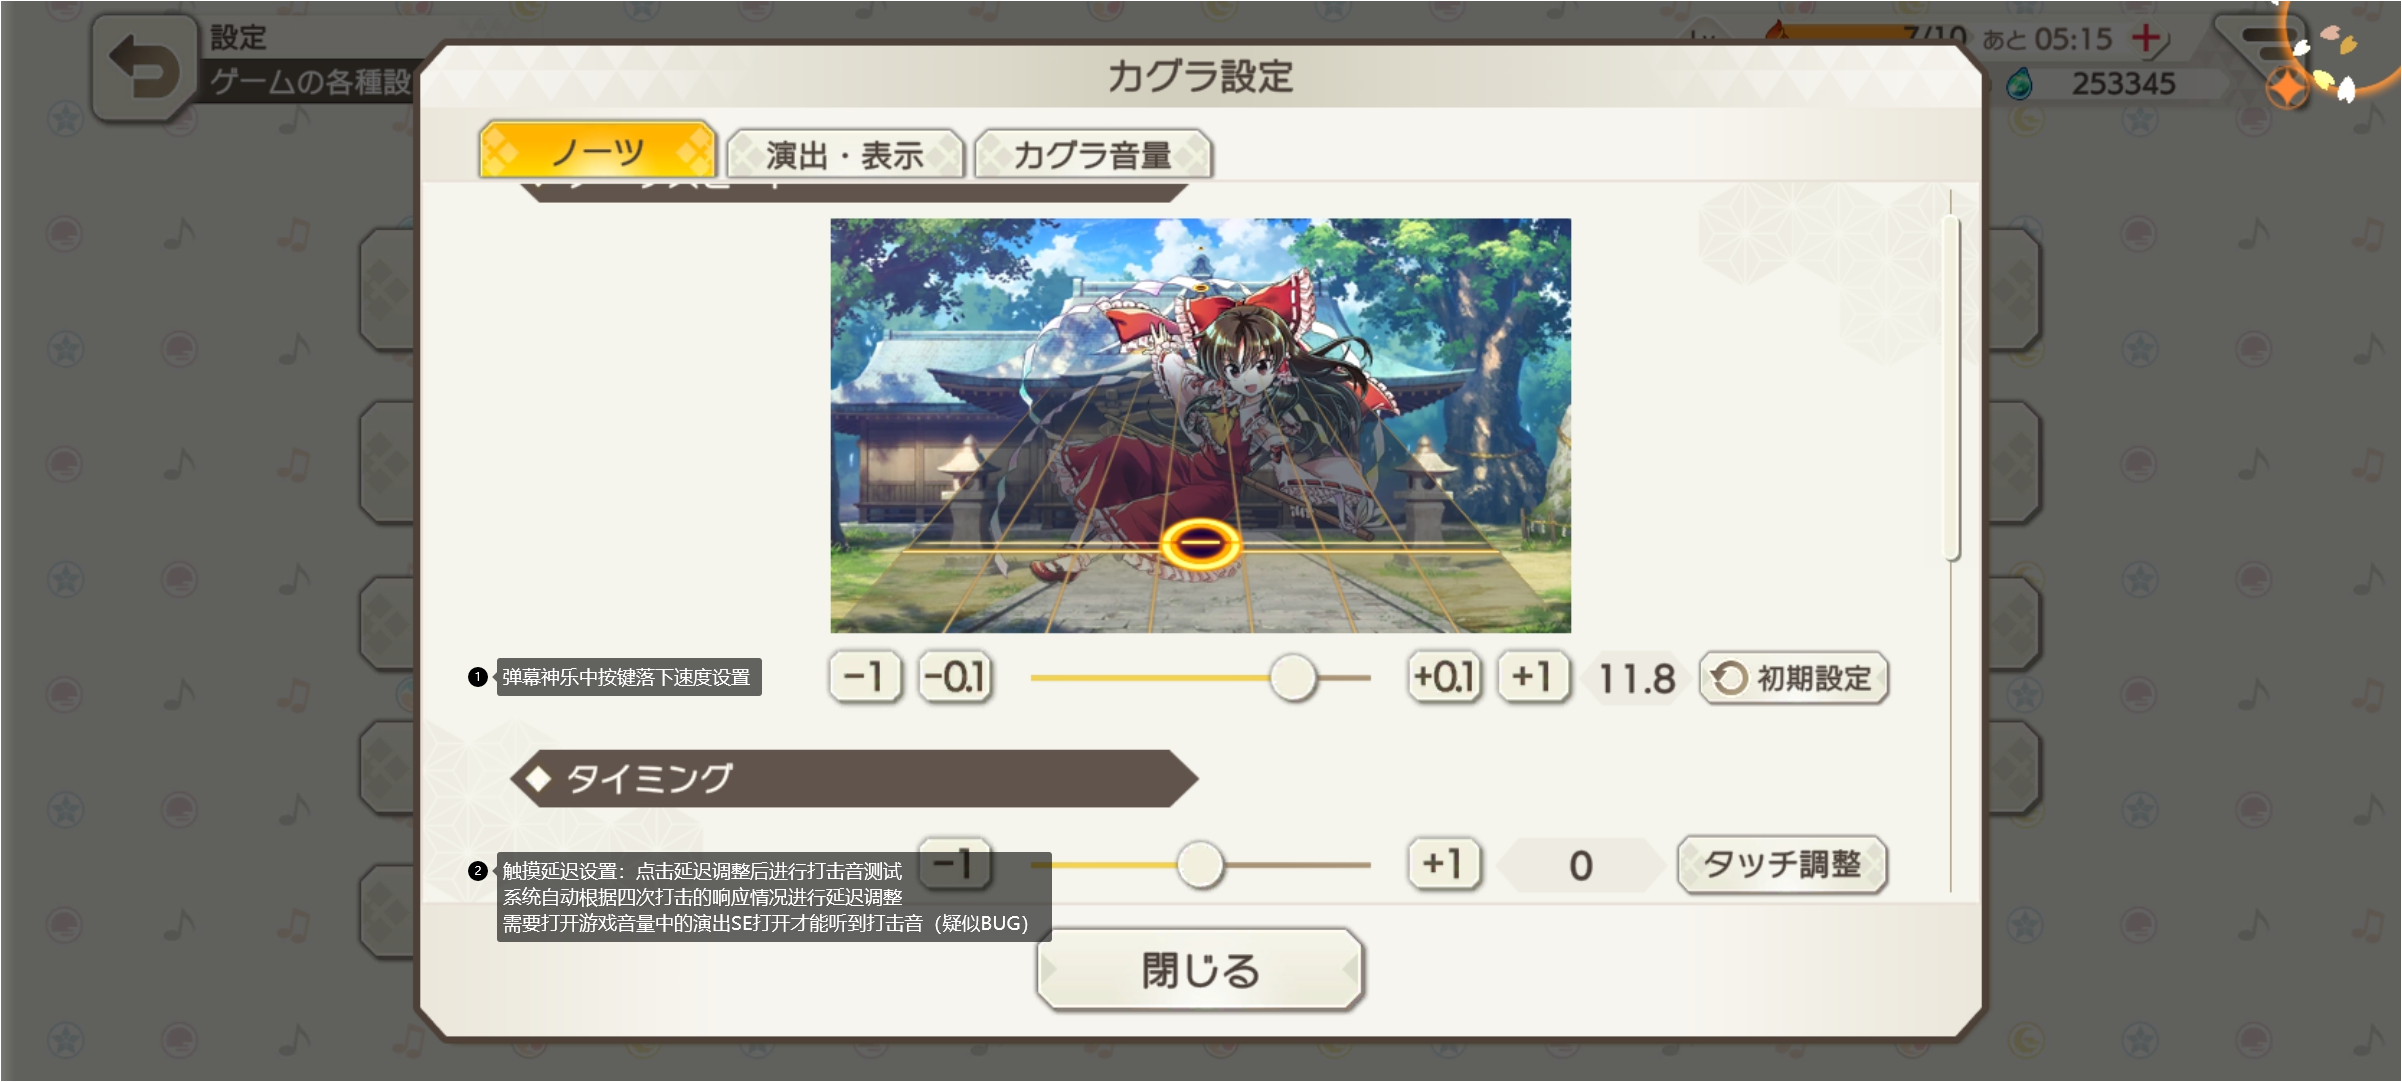 設定
ゲームの各種設
7/10 あと 05:15
253345
カグラ設定
ノーツ
演出・表示
カグラ音量
1 弹幕神乐中按键落下速度设置
-1 -0.1 +0.1 +1 11.8 初期設定
タイミング
-1 +1 0 タッチ調整
2 触摸延迟设置：点击延迟调整后进行打击音测试
系统自动根据四次打击的响应情况进行延迟调整
需要打开游戏音量中的演出SE打开才能听到打击音（疑似BUG）
閉じる